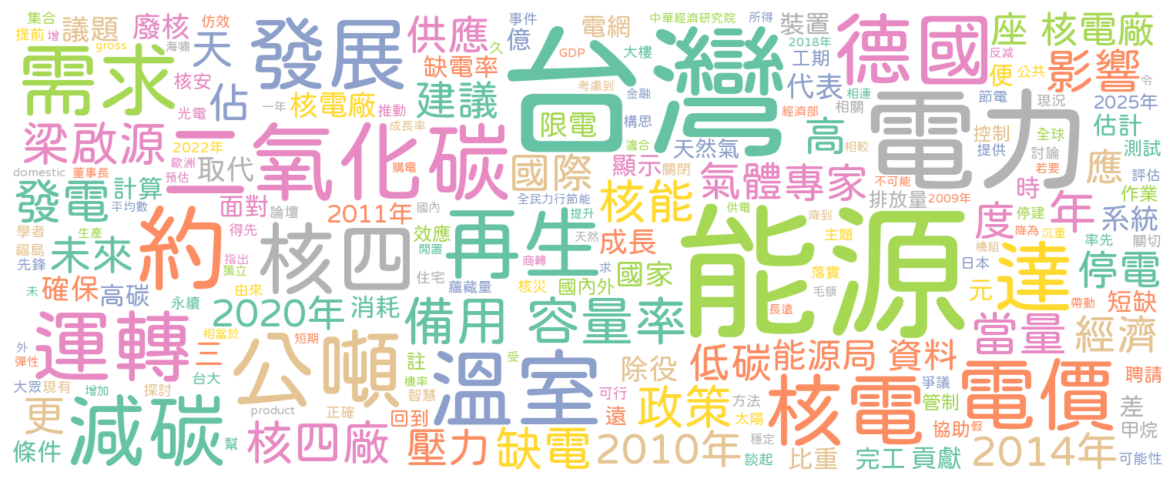 集合 議題 廢核 仿效 發展 供應 事件 電網 中華經濟研究院 所得 裝置 德國 座 核電廠
提前 增 天 久 億 GDP 大樓 2018年 工期 反減
gross 海嘯 缺電率 台灣 代表 便 公共 影響 令
需求 核安 佔 核電廠 推動 建議 考慮到 金融 相連 節電 現況 2025年
光電 一年 限電 構思 經濟部 相關 電力 估計
梁啟源 2022年 成長率 適合 天然氣 高 相較 控制 全球 測試
歐洲 取代 二氧化碳 國際 顯示 關閉 提供 討論
domestic 董事長 預估 購電 氣體 專家 不可能 時 若要 應 評估
發電 計算 面對 論壇 2011年 國內 全民力行節能 核能 排放量 2009年 年 作業
平均數 供電 度 停建 系統
學者 生產 約 得先 核四 效應 再生 提升 成長 能源 降到 降為 沉重 率先 關切
福島 未來 指出 閒置 商轉 天然 主題 機組
先鋒 獨立 住宅 核災 求 國家 落實 日本 達 停電
未 確保 高碳 永續 由來 蘊藏量 國內外 毛額 元 帶動 短缺
2020年 消耗 備用 容量率 長遠 當量 經濟
外 運轉 相當於 短期 三 公噸 註 溫室 受 除役 低碳 能源局 資料
彈性 爭議 電價 聘請
大眾 現有 增加 台大 探討 機率 智慧 可行 政策 方法 核電 管制 差
更 減碳 product 正確 回到 遠 太陽 協助 假 甲烷
條件 幫 核四廠 壓力 缺電 2010年 穩定 談起 比重 完工 貢獻 2014年 可能性